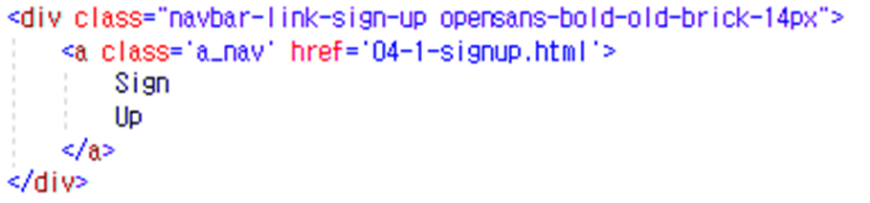 <div class="navbar-link-sign-up opensans-bold-old-brick-14px">
<a class='a_nav' href='04-1-signup.html'>
Sign
Up
</a>
</div>